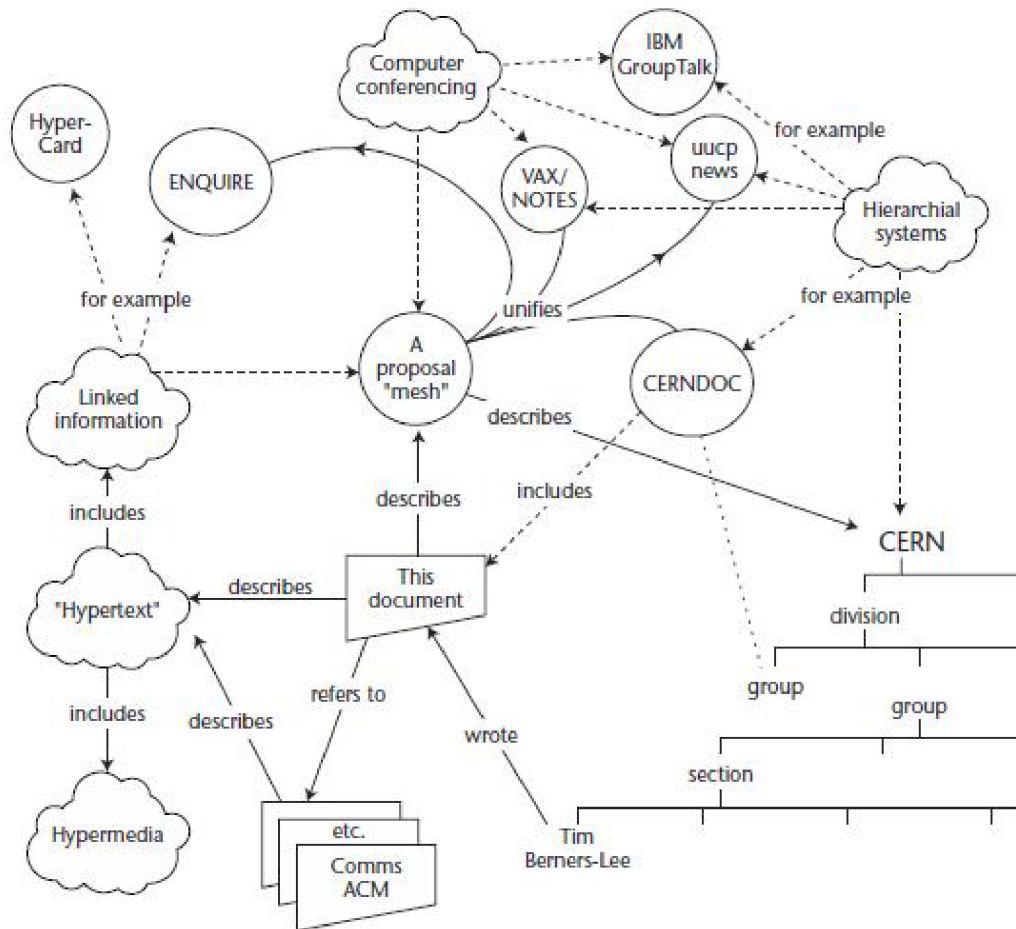 IBM
GroupTalk
Computer
conferencing
Hyper-
Card
for example
uucp
news
ENQUIRE
VAX/
NOTES
Hierarchial
systems
for example
unifies
for example
A
proposal
"mesh"
CERNDOC
Linked
information
describes
includes
describes
includes
CERN
This
document
describes
"Hypertext"
division
refers to
group
group
includes
describes
wrote
section
Hypermedia
etc.
Comms
ACM
Tim
Berners-Lee